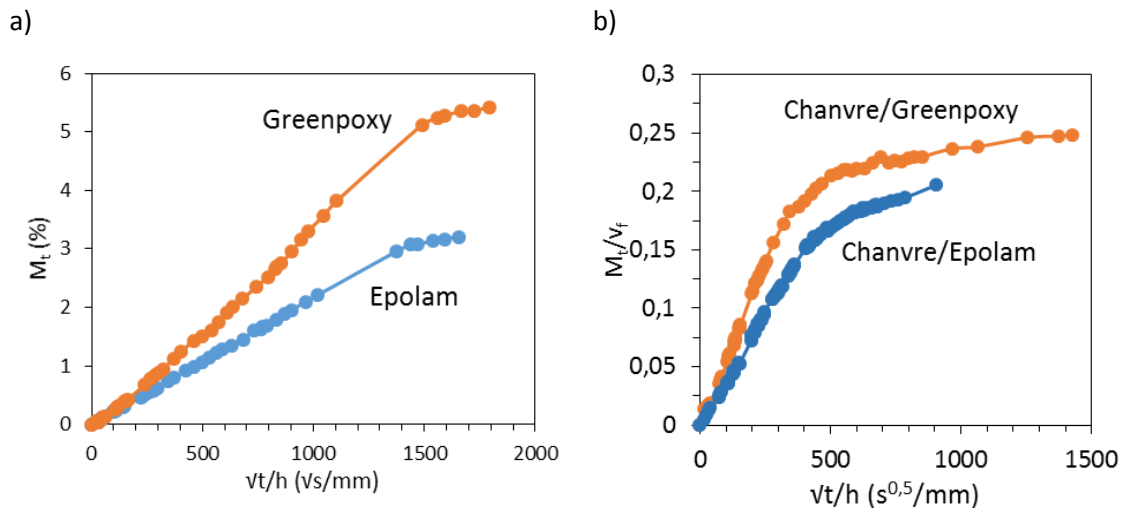 a)
6
5
4
3
2
1
0
0 500 1000 1500 2000
Mt (%)
√t/h (√s/mm)
Greenpoxy
Epolam
b)
0,3
0,25
0,2
0,15
0,1
0,05
0
0 500 1000 1500
Mt/vf
√t/h (s^0,5/mm)
Chanvre/Greenpoxy
Chanvre/Epolam